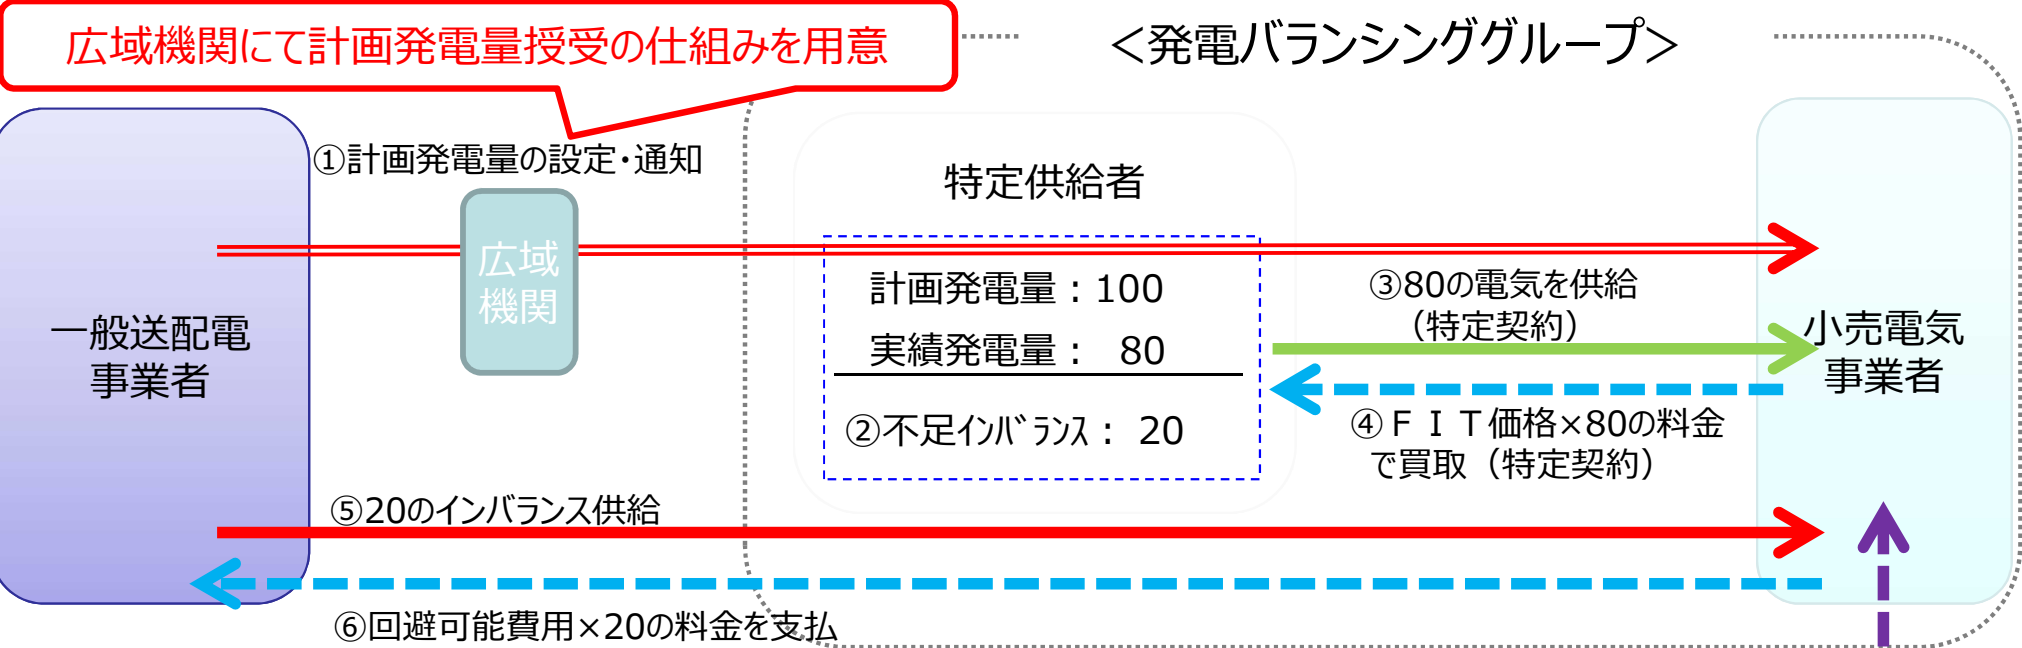 広域機関にて計画発電量授受の仕組みを用意
＜発電バランシンググループ＞
①計画発電量の設定・通知
特定供給者
広域
機関
計画発電量：100
実績発電量： 80
②不足ｲﾝﾊﾞﾗﾝｽ： 20
③80の電気を供給
（特定契約）
一般送配電
事業者
小売電気
事業者
④ＦＩＴ価格×80の料金
で買取（特定契約）
⑤20のインバランス供給
⑥回避可能費用×20の料金を支払